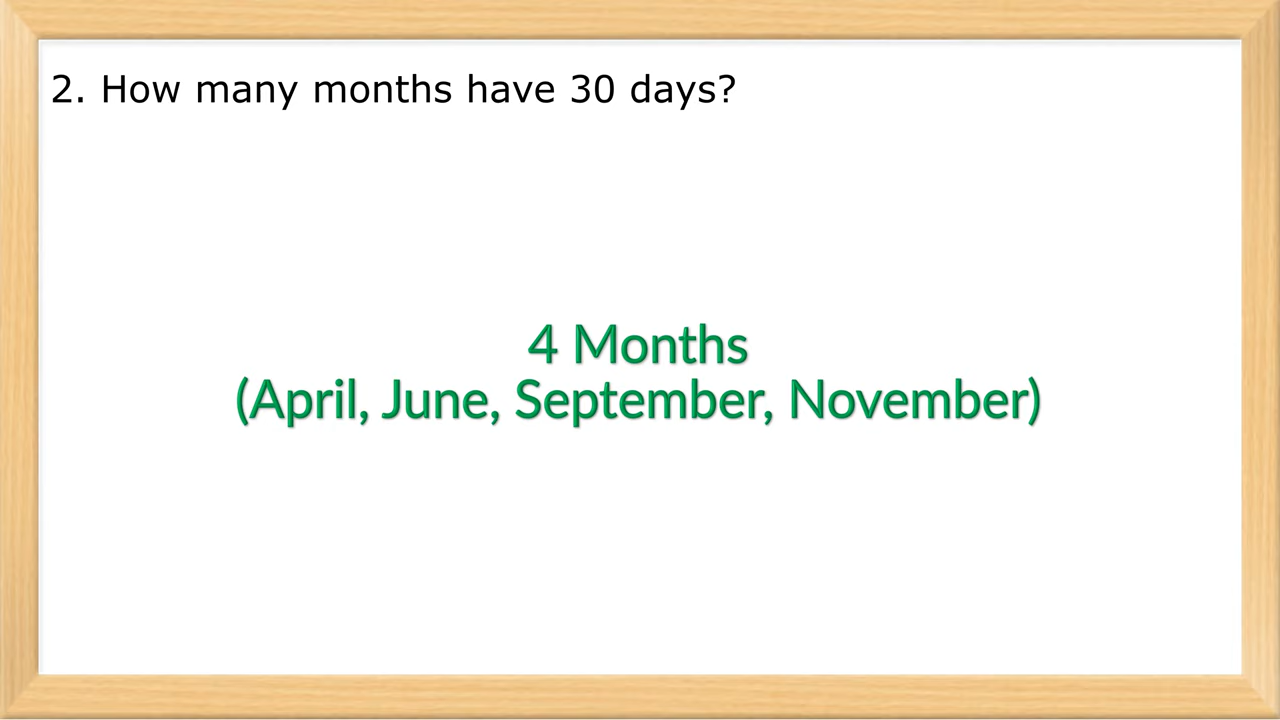 2. How many months have 30 days?
4 Months
(April, June, September, November)